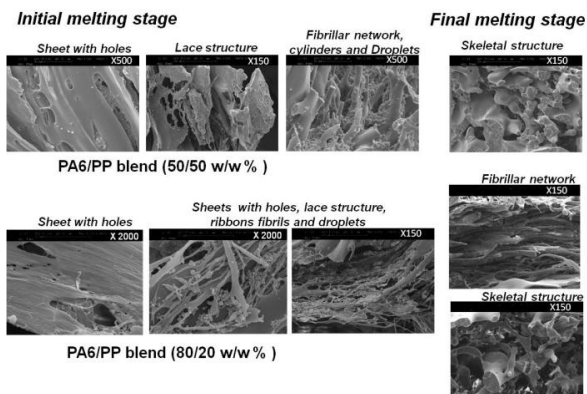 Initial melting stage
Final melting stage
Sheet with holes
Lace structure
Fibrillar network,
cylinders and Droplets
Skeletal structure
X500
X150
X500
X150
PA6/PP blend (50/50 w/w%)
Fibrillar network
X150
Sheet with holes
Sheets with holes, lace structure,
ribbons fibrils and droplets
X 2000
X 2000
X150
Skeletal structure
X150
PA6/PP blend (80/20 w/w%)